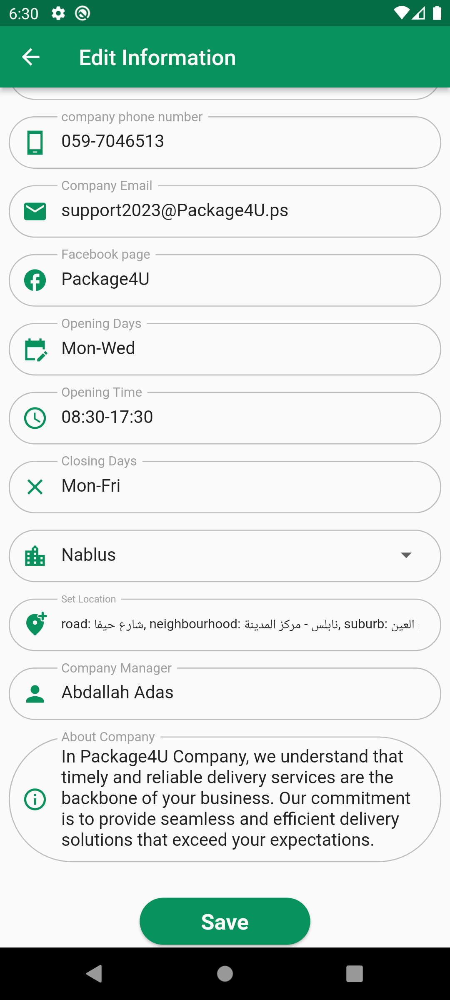 6:30
Edit Information
company phone number
059-7046513
Company Email
support2023@Package4U.ps
Facebook page
Package4U
Opening Days
Mon-Wed
Opening Time
08:30-17:30
Closing Days
Mon-Fri
Nablus
Set Location
road: شارع حيفا, neighbourhood: نابلس - مركز المدينة, suburb: العين
Company Manager
Abdallah Adas
About Company
In Package4U Company, we understand that
timely and reliable delivery services are the
backbone of your business. Our commitment
is to provide seamless and efficient delivery
solutions that exceed your expectations.
Save